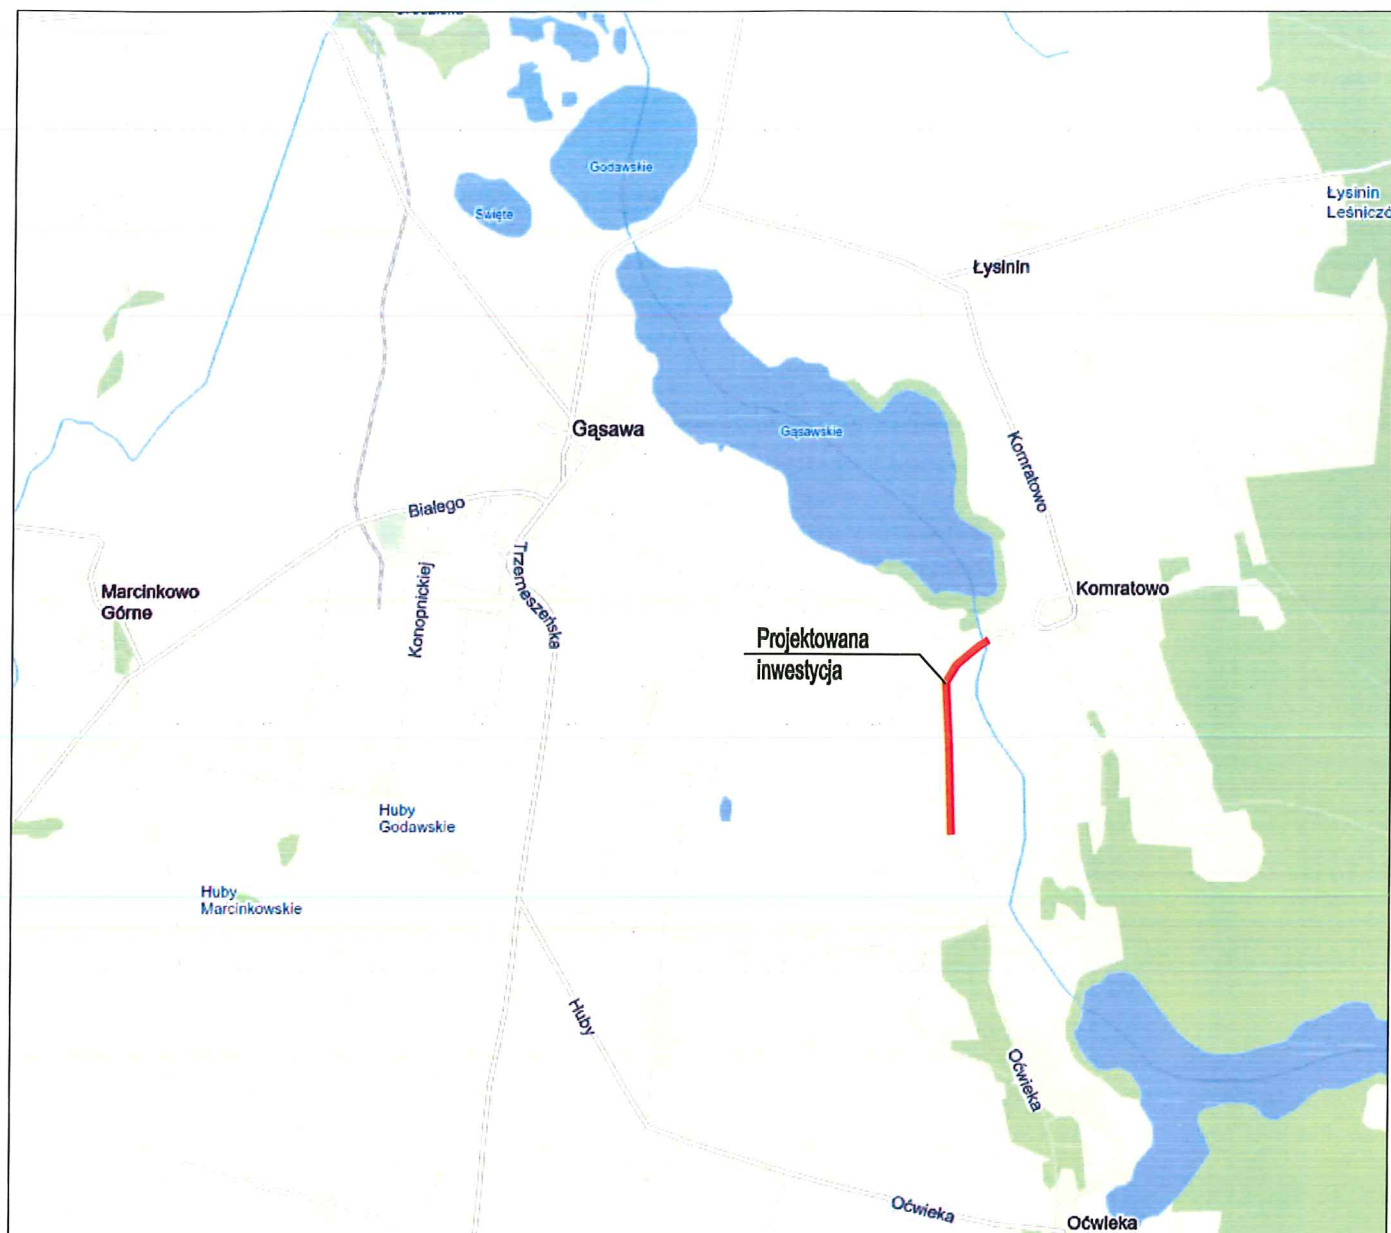 Godawskie
Święte
Łysinin
Łysinin
Gąsawa
Gąsawskie
Komratowo
Białego
Trzemeszeńska
Konopnickiej
Marcinkowo
Górne
Komratowo
Projektowana
inwestycja
Huby
Godawskie
Huby
Marcinkowskie
Huby
Oćwieka
Oćwieka
Oćwieka